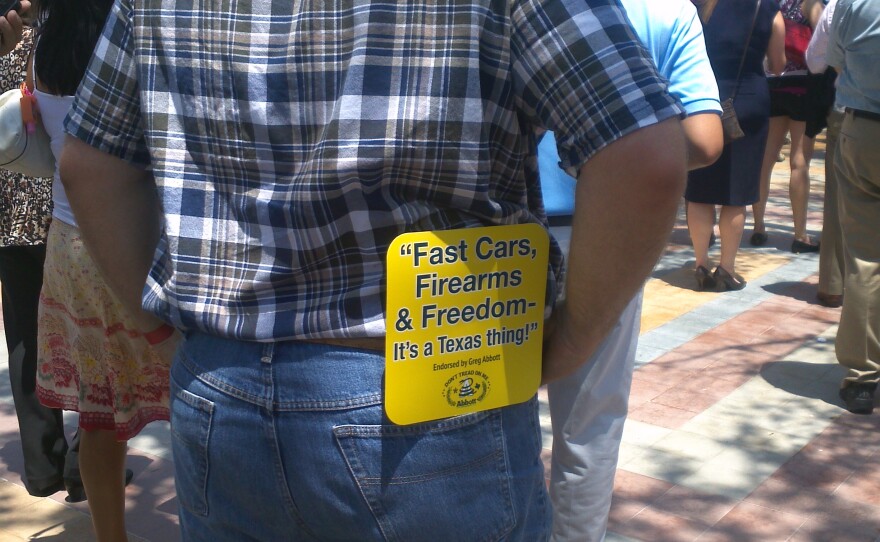 “Fast Cars,
Firearms
& Freedom-
It's a Texas thing!”
Endorsed by Greg Abbott
DON'T TREAD ON ME
Abbott